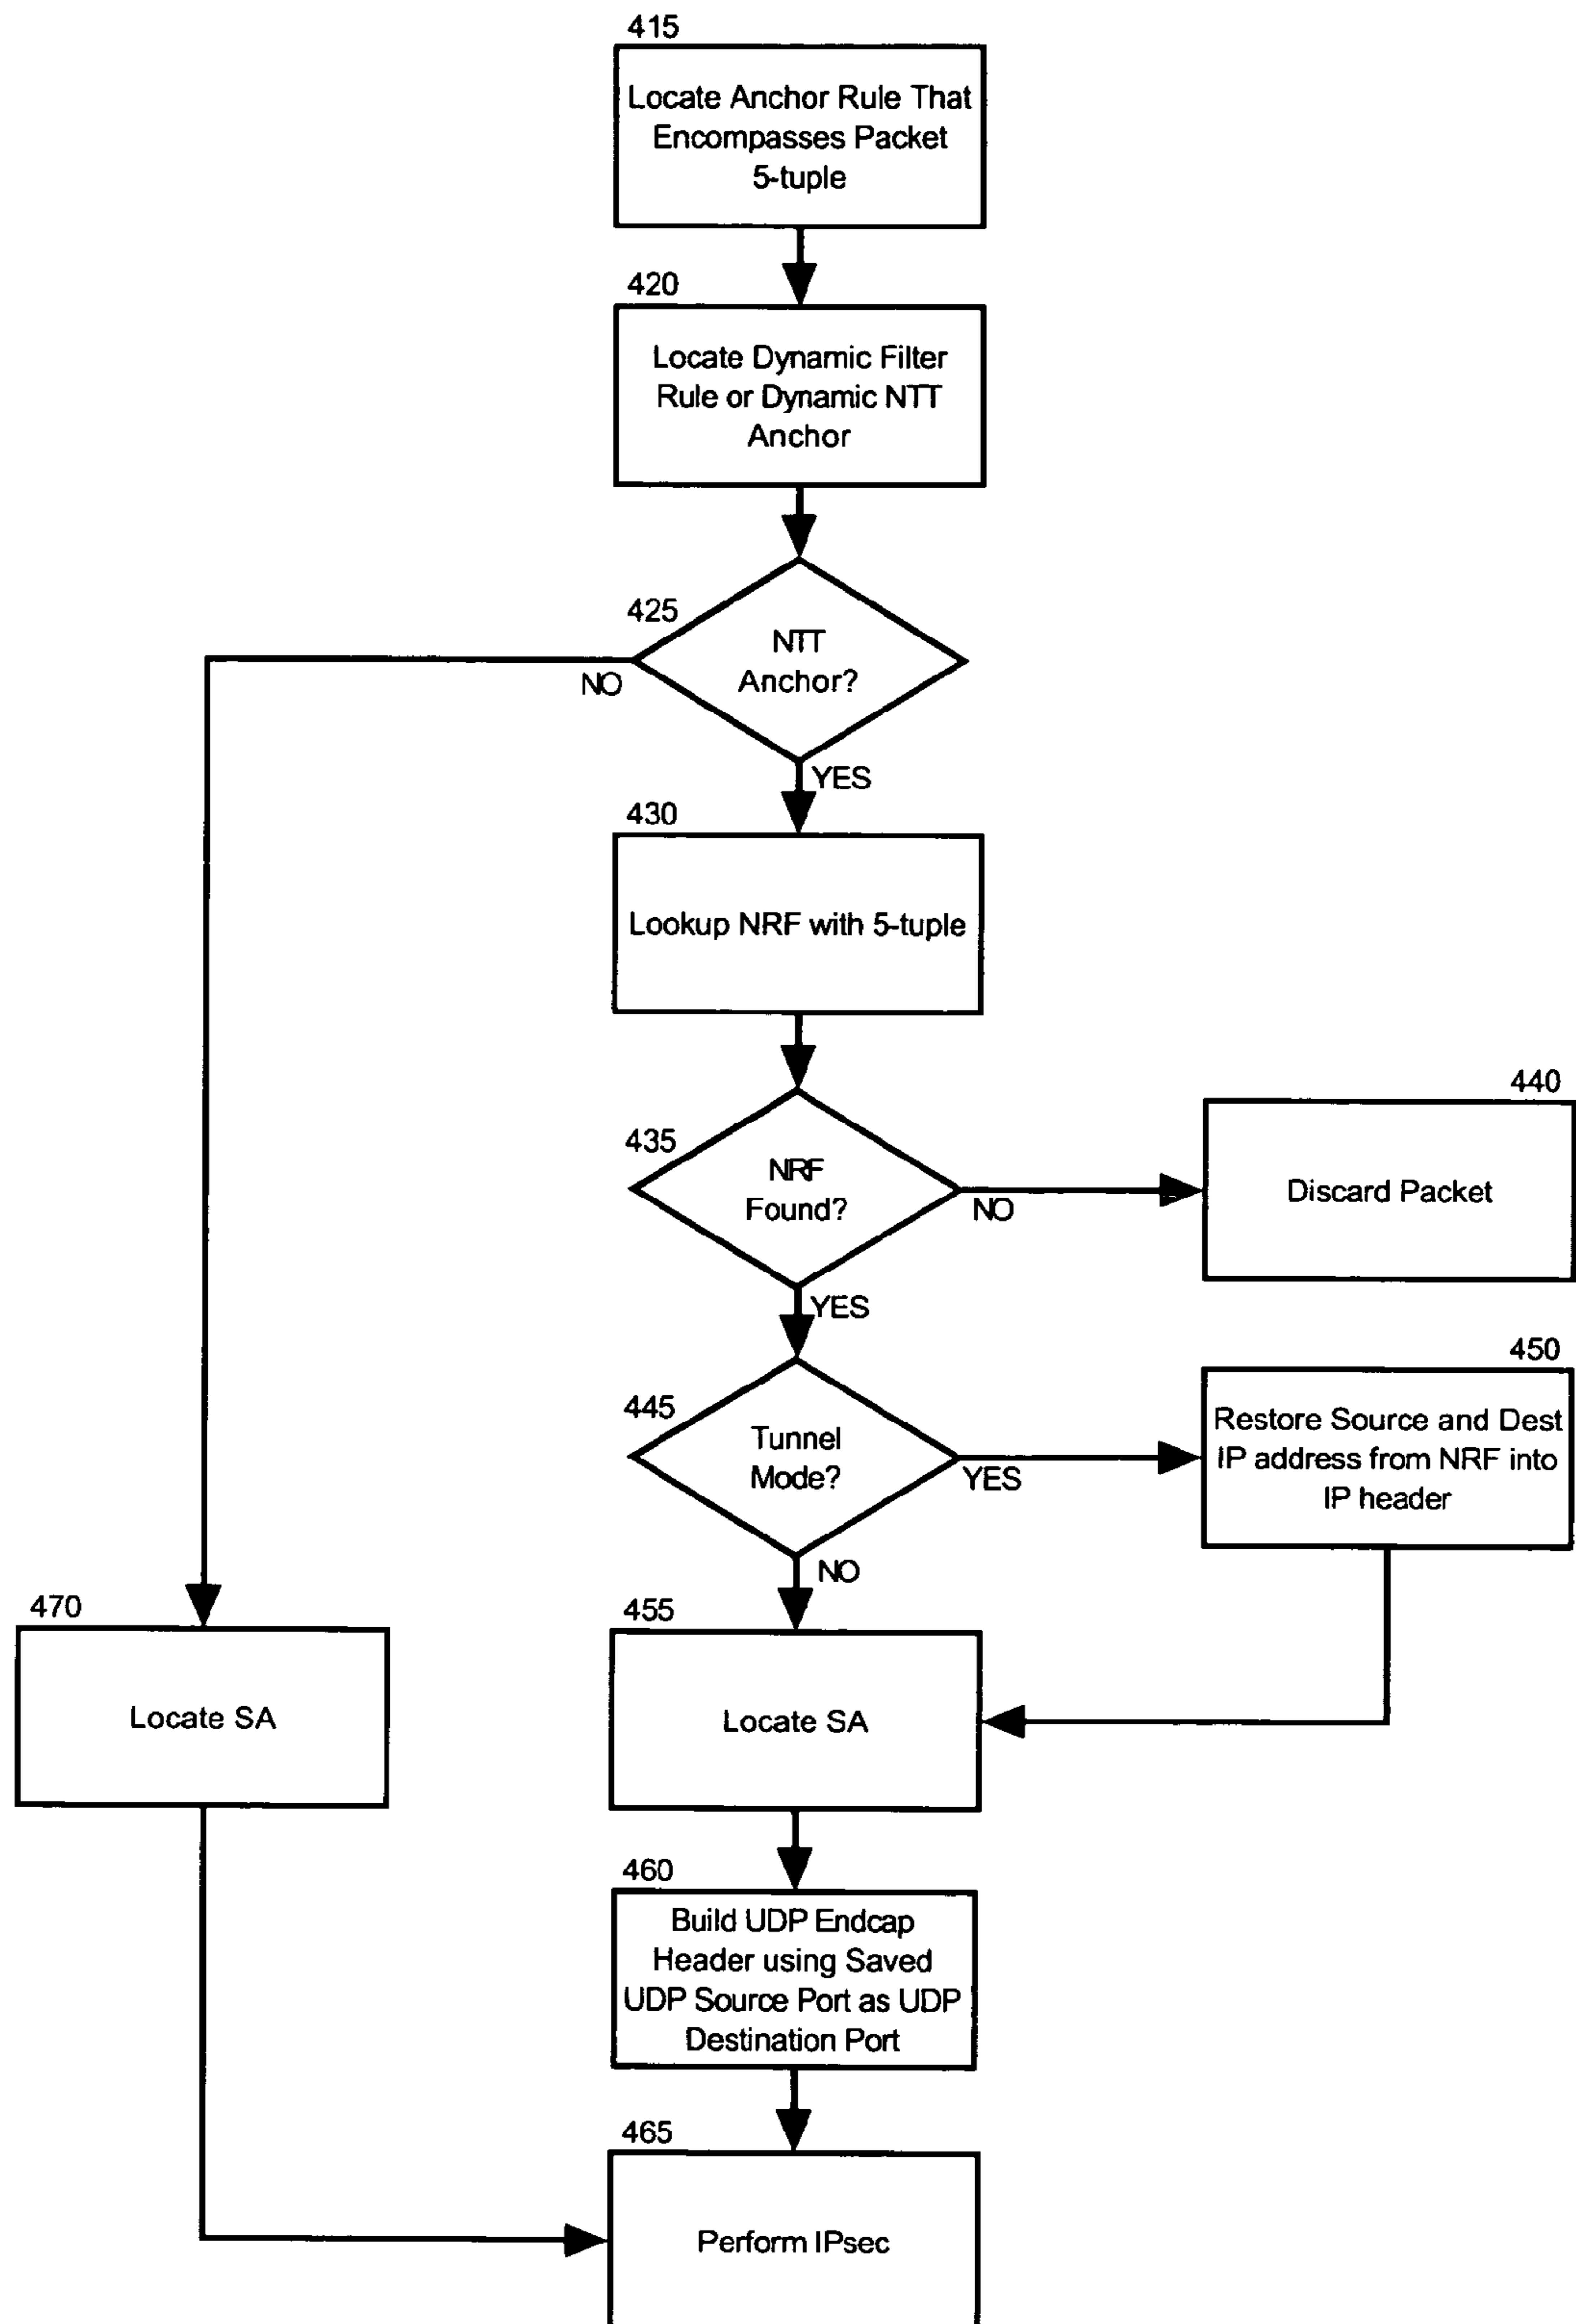 415
Locate Anchor Rule That
Encompasses Packet
5-tuple
420
Locate Dynamic Filter
Rule or Dynamic NTT
Anchor
425
NTT
Anchor?
NO
YES
430
Lookup NRF with 5-tuple
435
NRF
Found?
NO
440
Discard Packet
YES
445
Tunnel
Mode?
YES
450
Restore Source and Dest
IP address from NRF into
IP header
NO
470
Locate SA
455
Locate SA
460
Build UDP Endcap
Header using Saved
UDP Source Port as UDP
Destination Port
465
Perform IPsec